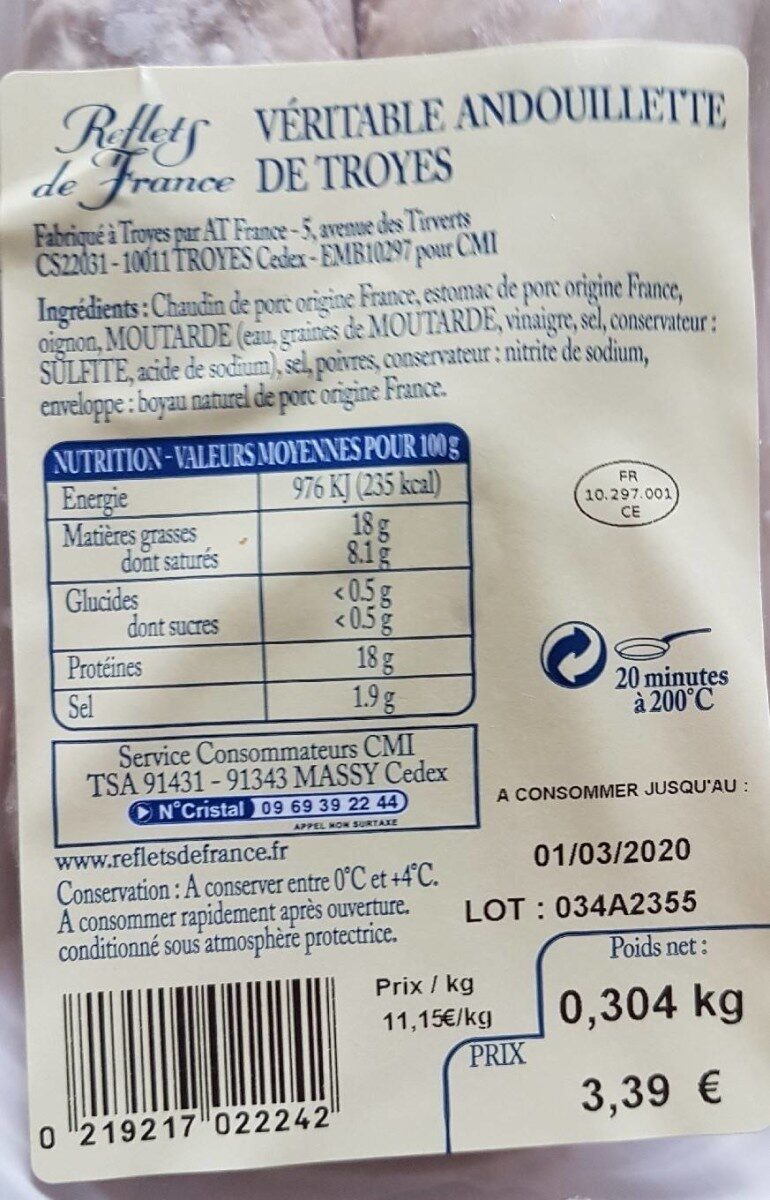 Reflets de France
VÉRITABLE ANDOUILLETTE
DE TROYES
Fabriqué à Troyes par AT France - 5, avenue des Tirverts
CS22031 - 10011 TROYES Cedex - EMB10297 pour CMI
Ingrédients : Chaudin de porc origine France, estomac de porc origine France,
oignon, MOUTARDE (eau, graines de MOUTARDE, vinaigre, sel, conservateur :
SULFITE, acide de sodium), sel, poivres, conservateur : nitrite de sodium,
enveloppe : boyau naturel de porc origine France.
NUTRITION - VALEURS MOYENNES POUR 100 g
Energie 976 KJ (235 kcal)
Matières grasses 18 g
dont saturés 8.1 g
Glucides < 0.5 g
dont sucres < 0.5 g
Protéines 18 g
Sel 1.9 g
FR
10.297.001
CE
20 minutes
à 200°C
Service Consommateurs CMI
TSA 91431 - 91343 MASSY Cedex
N°Cristal 09 69 39 22 44
APPEL NON SURTAXE
www.refletsdefrance.fr
Conservation : A conserver entre 0°C et +4°C.
A consommer rapidement après ouverture.
conditionné sous atmosphère protectrice.
A CONSOMMER JUSQU'AU :
01/03/2020
LOT : 034A2355
Poids net :
0,304 kg
Prix / kg
11,15€/kg
PRIX
3,39 €
0 219217 022242